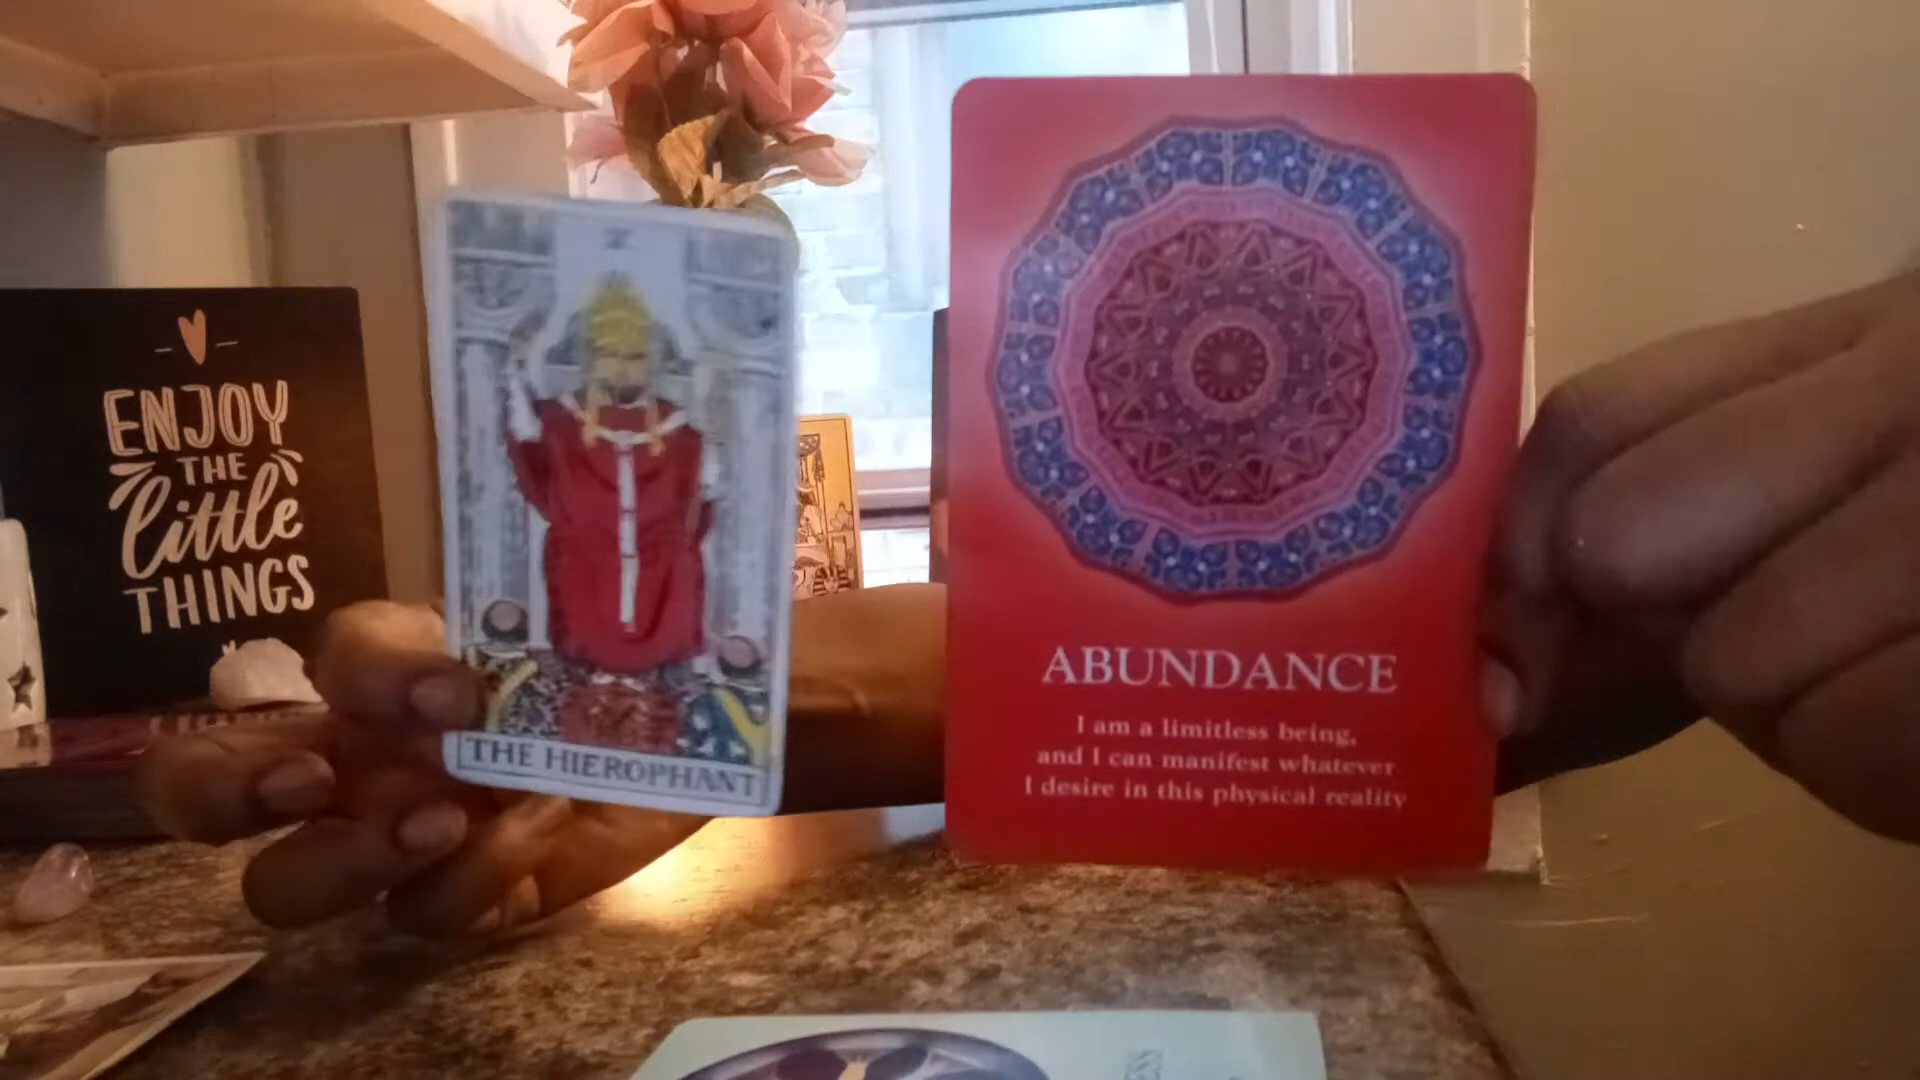 ENJOY
THE
little
THINGS
THE HIEROPHANT
ABUNDANCE
I am a limitless being,
and I can manifest whatever
I desire in this physical reality